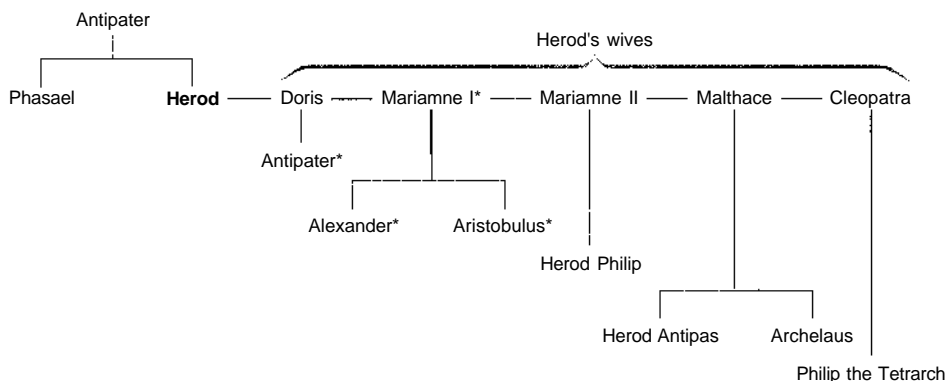 Antipater
Herod's wives
Phasael Herod Doris Mariamne I* Mariamne II Malthace Cleopatra
Antipater*
Alexander* Aristobulus*
Herod Philip
Herod Antipas Archelaus
Philip the Tetrarch